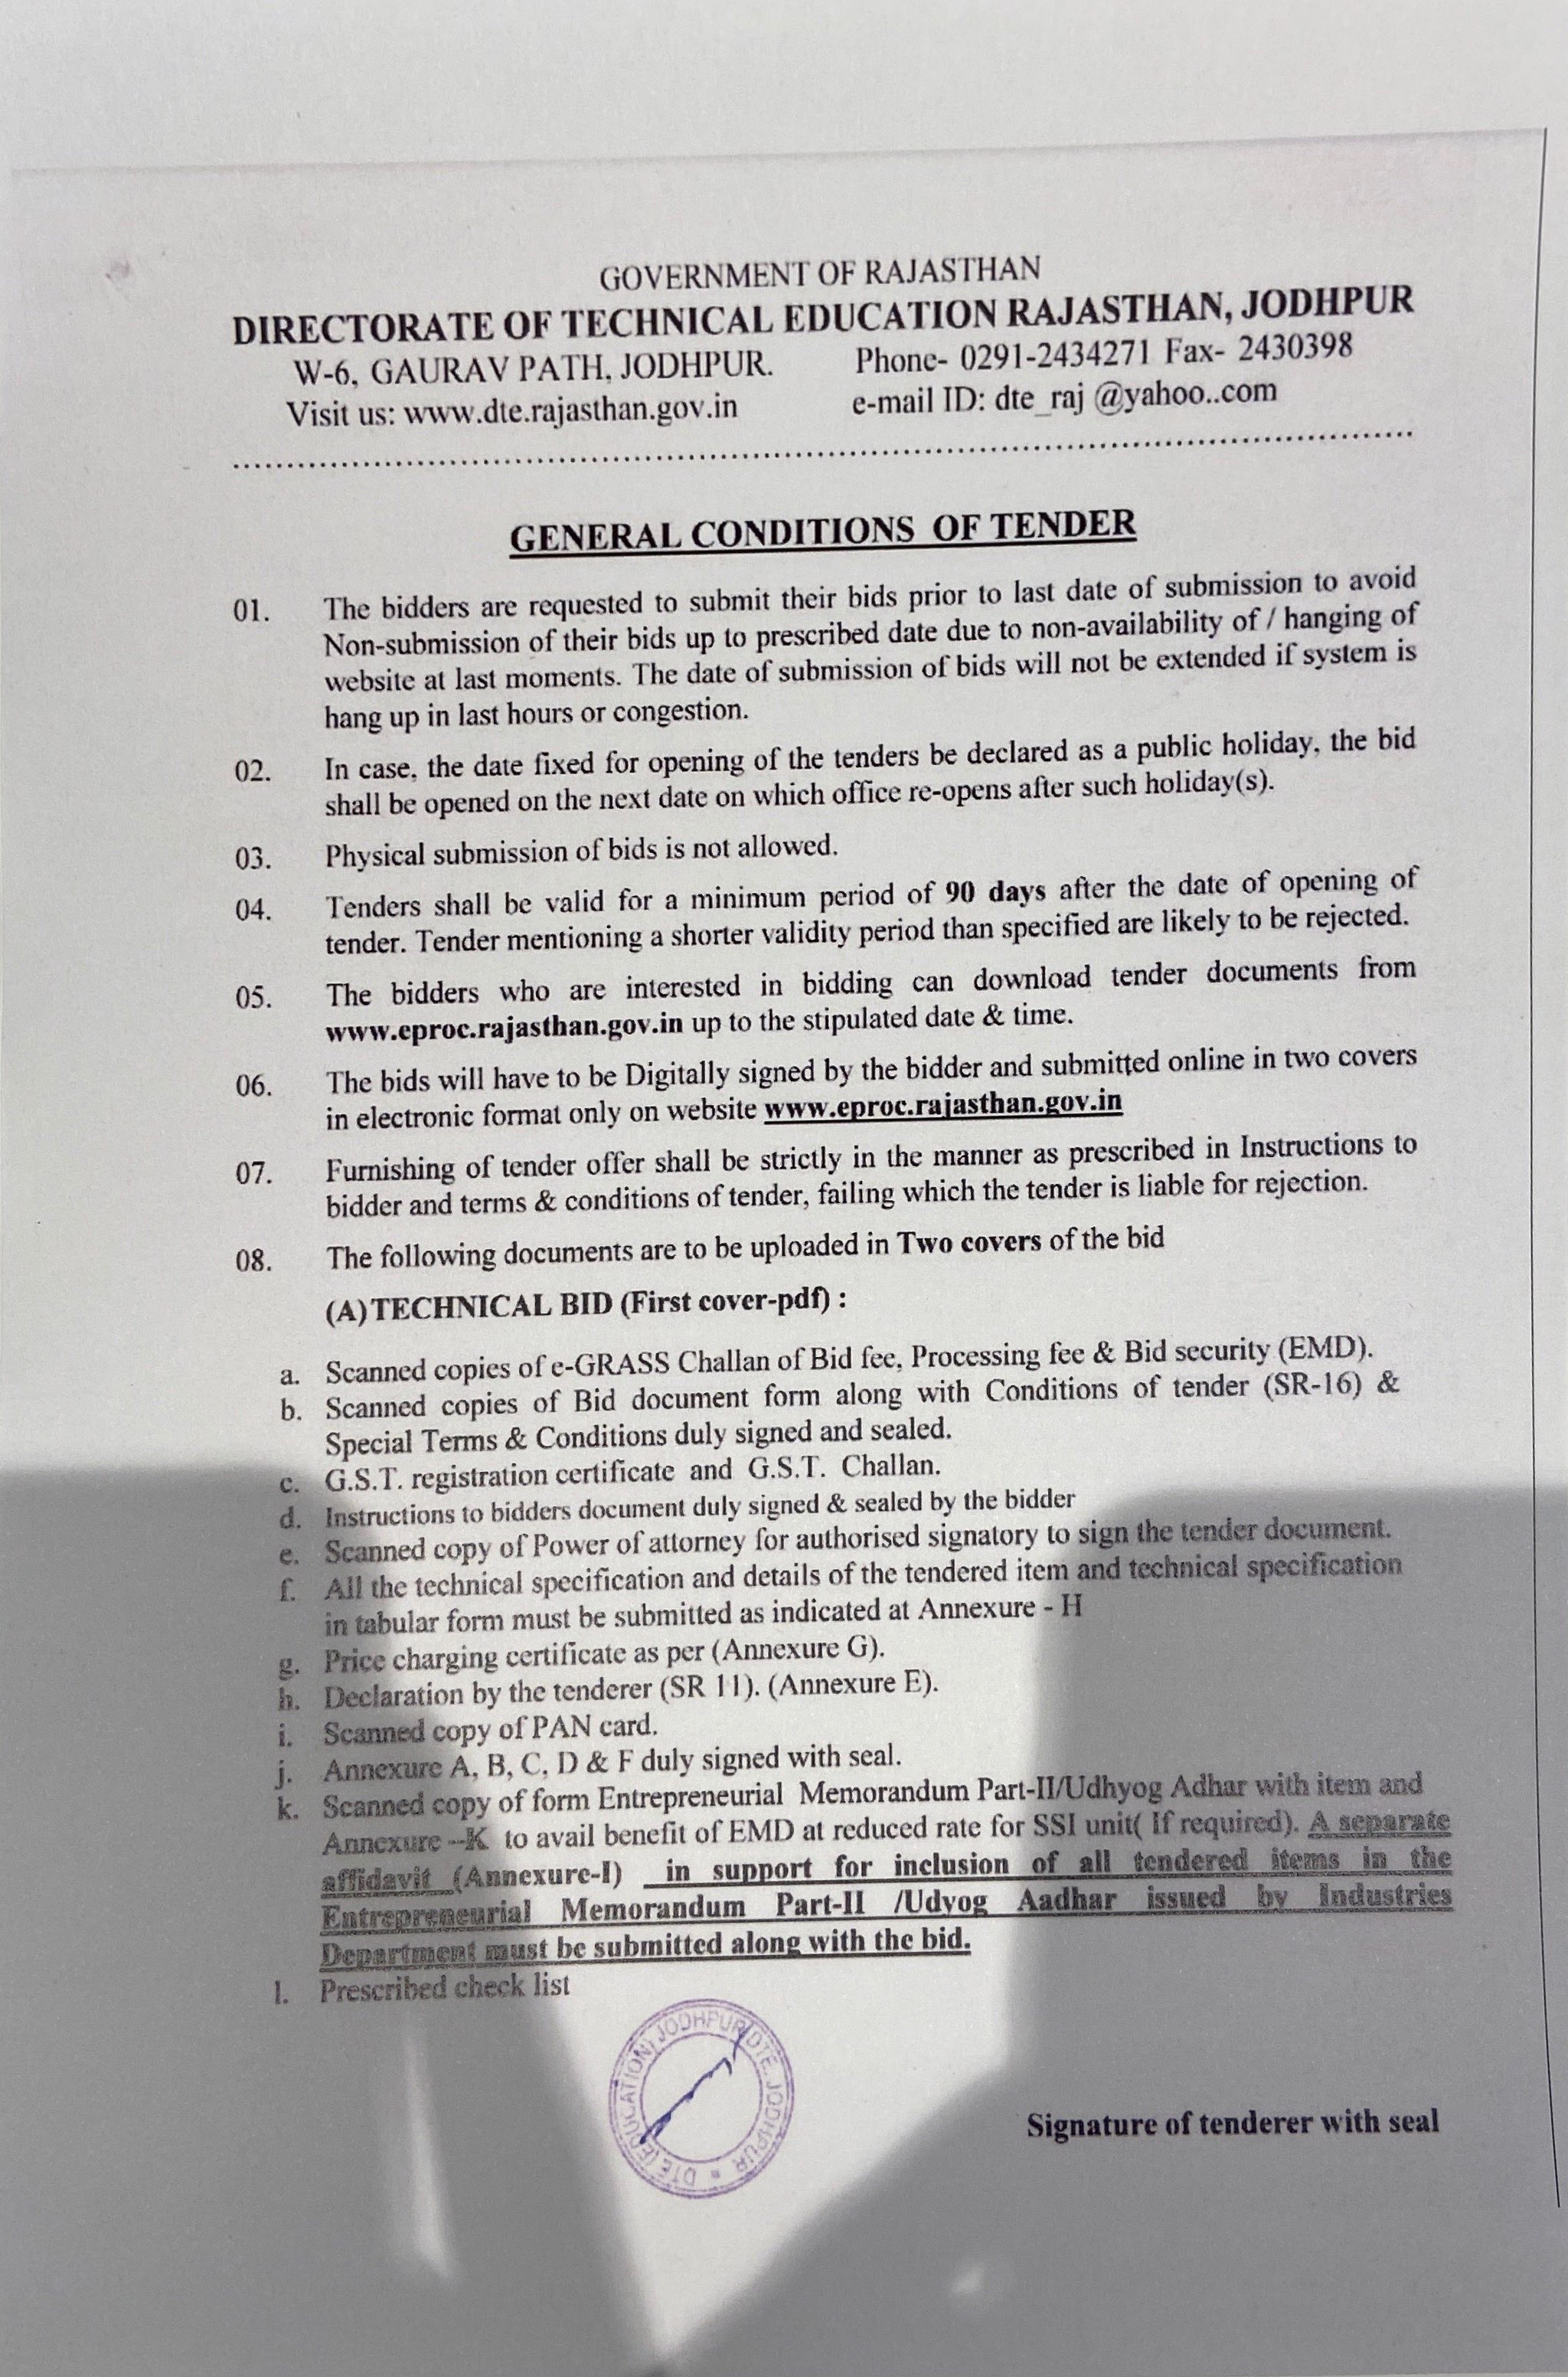 GOVERNMENT OF RAJASTHAN
DIRECTORATE OF TECHNICAL EDUCATION RAJASTHAN, JODHPUR
W-6, GAURAV PATH, JODHPUR. Phone- 0291-2434271 Fax- 2430398
Visit us: www.dte.rajasthan.gov.in e-mail ID: dte_raj @yahoo..com
GENERAL CONDITIONS OF TENDER
01. The bidders are requested to submit their bids prior to last date of submission to avoid
Non-submission of their bids up to prescribed date due to non-availability of / hanging of
website at last moments. The date of submission of bids will not be extended if system is
hang up in last hours or congestion.
02. In case, the date fixed for opening of the tenders be declared as a public holiday, the bid
shall be opened on the next date on which office re-opens after such holiday(s).
03. Physical submission of bids is not allowed.
04. Tenders shall be valid for a minimum period of 90 days after the date of opening of
tender. Tender mentioning a shorter validity period than specified are likely to be rejected.
05. The bidders who are interested in bidding can download tender documents from
www.eproc.rajasthan.gov.in up to the stipulated date & time.
06. The bids will have to be Digitally signed by the bidder and submitted online in two covers
in electronic format only on website www.eproc.rajasthan.gov.in
07. Furnishing of tender offer shall be strictly in the manner as prescribed in Instructions to
bidder and terms & conditions of tender, failing which the tender is liable for rejection.
08. The following documents are to be uploaded in Two covers of the bid
(A) TECHNICAL BID (First cover-pdf) :
a. Scanned copies of e-GRASS Challan of Bid fee, Processing fee & Bid security (EMD).
b. Scanned copies of Bid document form along with Conditions of tender (SR-16) &
Special Terms & Conditions duly signed and sealed.
c. G.S.T. registration certificate and G.S.T. Challan.
d. Instructions to bidders document duly signed & sealed by the bidder
e. Scanned copy of Power of attorney for authorised signatory to sign the tender document.
f. All the technical specification and details of the tendered item and technical specification
in tabular form must be submitted as indicated at Annexure - H
g. Price charging certificate as per (Annexure G).
h. Declaration by the tenderer (SR 11). (Annexure E).
i. Scanned copy of PAN card.
j. Annexure A, B, C, D & F duly signed with seal.
k. Scanned copy of form Entrepreneurial Memorandum Part-II/Udhyog Adhar with item and
Annexure --K to avail benefit of EMD at reduced rate for SSI unit( If required). A separate
affidavit (Annexure-I) in support for inclusion of all tendered items in the
Entrepreneurial Memorandum Part-II /Udyog Aadhar issued by Industries
Department must be submitted along with the bid.
l. Prescribed check list
DTE (EDUCATION) JODHPUR DTE. JODHPUR
Signature of tenderer with seal